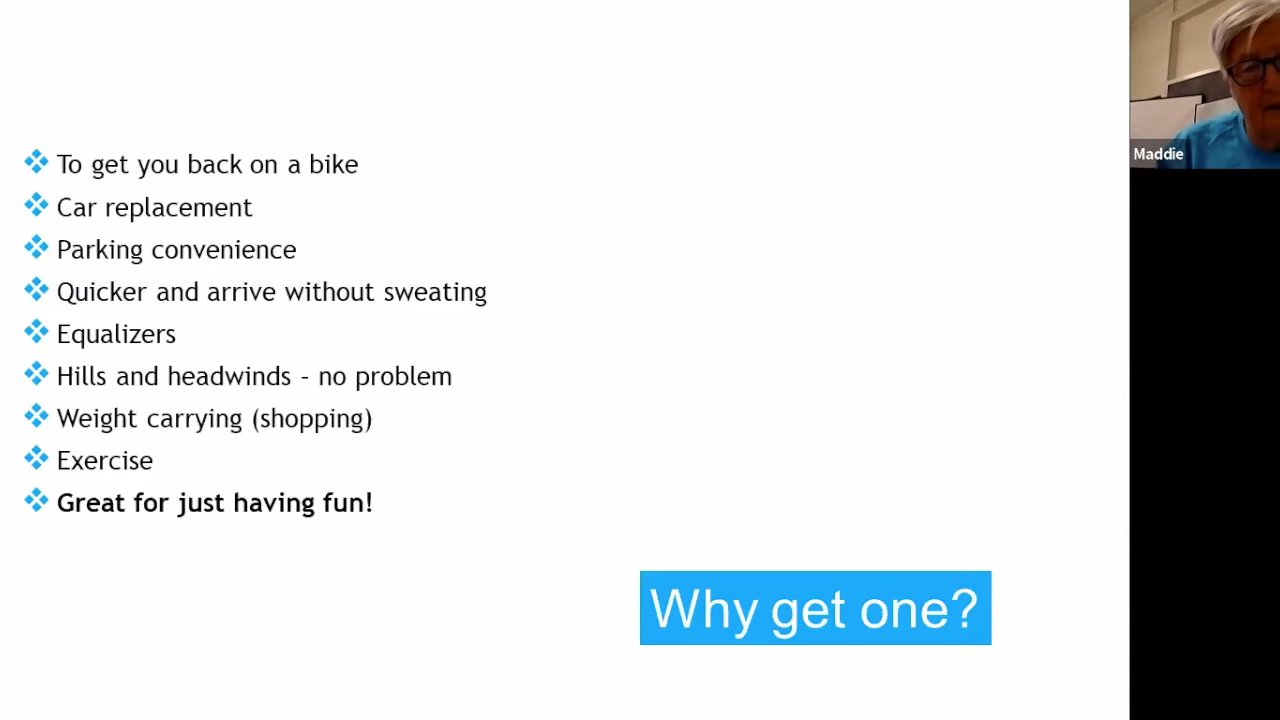 To get you back on a bike
Car replacement
Parking convenience
Quicker and arrive without sweating
Equalizers
Hills and headwinds – no problem
Weight carrying (shopping)
Exercise
Great for just having fun!
Why get one?
Maddie